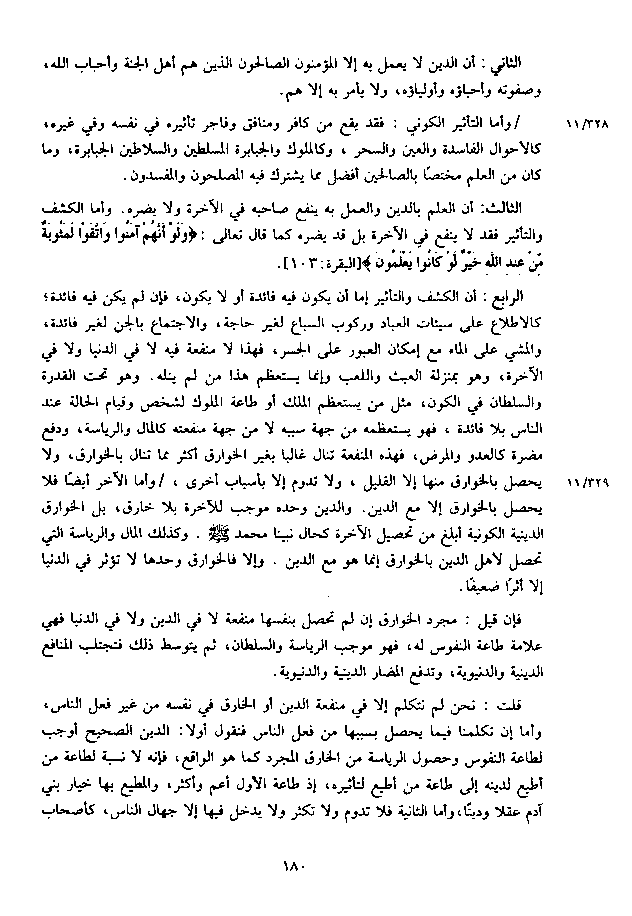 الثاني : أن الدين لا يعمل به إلا المؤمنون الصالحون الذين هم أهل الجنة وأحباب الله،
وصفوته وأحباؤه وأولياؤه، ولا يأمر به إلا هم.
١١/٣٢٨ /وأما التأثير الكوني : فقد يقع من كافر ومنافق وفاجر تأثيره في نفسه وفي غيره،
كالأحوال الفاسدة والعين والسحر ، وكالملوك والجبابرة المسلطين والسلاطين الجبابرة، وما
كان من العلم مختصًا بالصالحين أفضل مما يشترك فيه المصلحون والمفسدون.
الثالث: أن العلم بالدين والعمل به ينفع صاحبه في الآخرة ولا يضره. وأما الكشف
والتأثير فقد لا ينفع في الآخرة بل قد يضره كما قال تعالى :﴿وَلَوْ أَنَّهُمْ آمَنُوا وَاتَّقَوْا لَمَثُوبَةٌ
مِّنْ عِندِ اللَّهِ خَيْرٌ لَّوْ كَانُوا يَعْلَمُونَ﴾[البقرة:١٠٣].
الرابع : أن الكشف والتأثير إما أن يكون فيه فائدة أو لا يكون، فإن لم يكن فيه فائدة؛
كالاطلاع على سيئات العباد وركوب السباع لغير حاجة، والاجتماع بالجن لغير فائدة،
والمشي على الماء مع إمكان العبور على الجسر، فهذا لا منفعة فيه لا في الدنيا ولا في
الآخرة، وهو بمنزلة العبث واللعب وإنما يستعظم هذا من لم ينله. وهو تحت القدرة
والسلطان في الكون، مثل من يستعظم الملك أو طاعة الملوك لشخص وقيام الحالة عند
الناس بلا فائدة ، فهو يستعظمه من جهة سببه لا من جهة منفعته كالمال والرياسة، ودفع
مضرة كالعدو والمرض، فهذه المنفعة تنال غالبا بغير الخوارق أكثر مما تنال بالخوارق، ولا
١١/٣٢٩ يحصل بالخوارق منها إلا القليل ، ولا تدوم إلا بأسباب أخرى ، /وأما الآخر أيضًا فلا
يحصل بالخوارق إلا مع الدين. والدين وحده موجب للآخرة بلا خارق، بل الخوارق
الدينية الكونية أبلغ من تحصيل الآخرة كحال نبينا محمد ﷺ . وكذلك المال والرياسة التي
تحصل لأهل الدين بالخوارق إنما هو مع الدين . وإلا فالخوارق وحدها لا تؤثر في الدنيا
إلا أثرًا ضعيفًا.
فإن قيل : مجرد الخوارق إن لم تحصل بنفسها منفعة لا في الدين ولا في الدنيا فهي
علامة طاعة النفوس له، فهو موجب الرياسة والسلطان، ثم يتوسط ذلك فتجتلب المنافع
الدينية والدنيوية، وتدفع المضار الدينية والدنيوية.
قلت : نحن لم نتكلم إلا في منفعة الدين أو الخارق في نفسه من غير فعل الناس،
وأما إن تكلمنا فيما يحصل بسببها من فعل الناس فنقول أولا: الدين الصحيح أوجب
لطاعة النفوس وحصول الرياسة من الخارق المجرد كما هو الواقع، فإنه لا نسبة لطاعة من
أطيع لدينه إلى طاعة من أطيع لتأثيره، إذ طاعة الأول أعم وأكثر، والمطيع بها خيار بني
آدم عقلا ودينًا، وأما الثانية فلا تدوم ولا تكثر ولا يدخل فيها إلا جهال الناس، كأصحاب
١٨٠